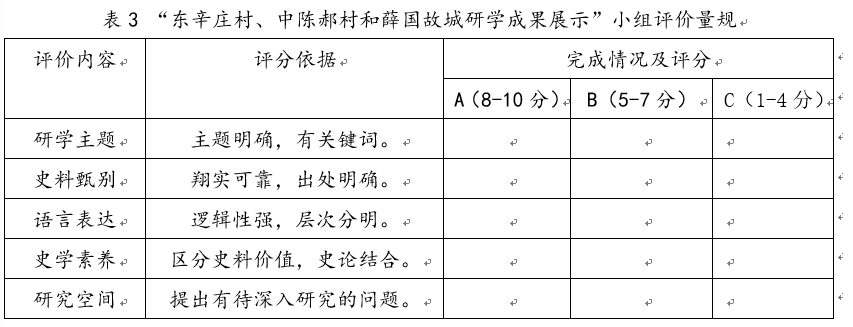 表 3 “东辛庄村、中陈郝村和薛国故城研学成果展示”小组评价量规
评价内容 评分依据 完成情况及评分
A（8-10 分） B（5-7 分） C（1-4 分）
研学主题 主题明确，有关键词。
史料甄别 翔实可靠，出处明确。
语言表达 逻辑性强，层次分明。
史学素养 区分史料价值，史论结合。
研究空间 提出有待深入研究的问题。